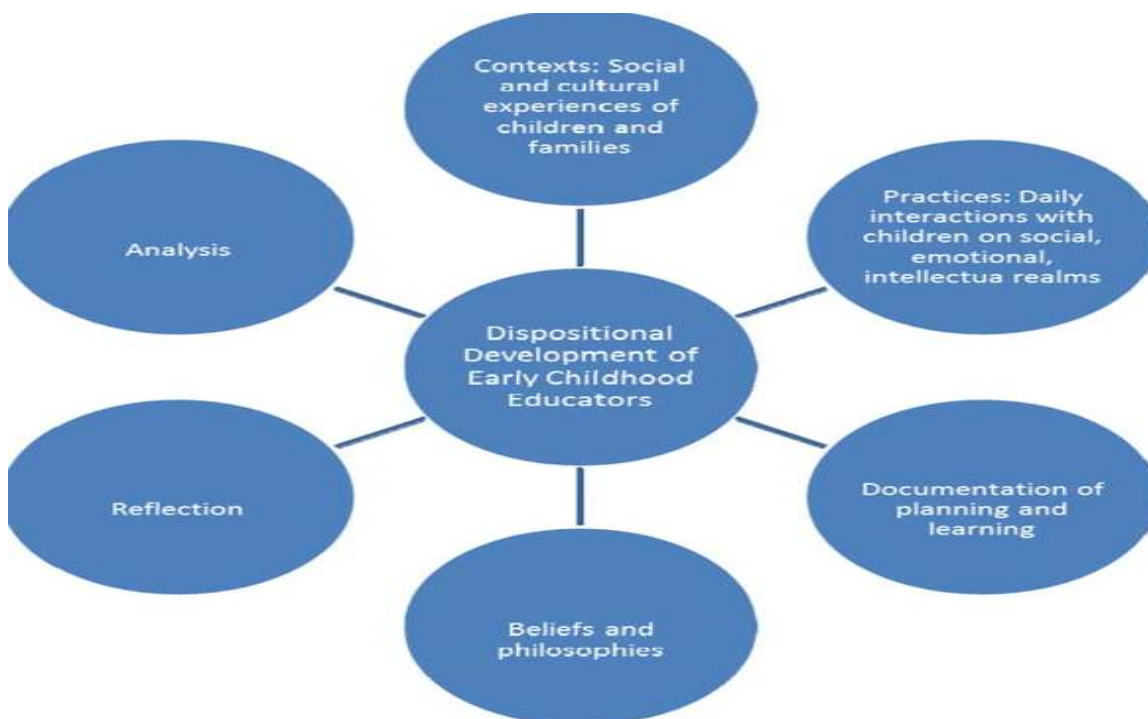 Contexts: Social
and cultural
experiences of
children and
families
Practices: Daily
interactions with
children on social,
emotional,
intellectua realms
Analysis
Dispositional
Development of
Early Childhood
Educators
Documentation of
planning and
learning
Reflection
Beliefs and
philosophies